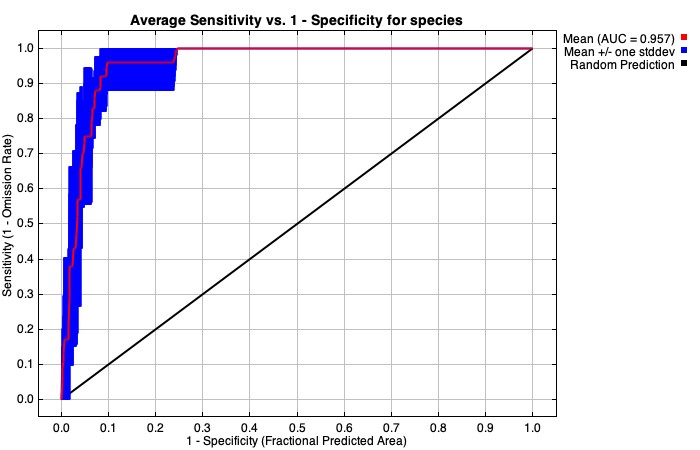 Average Sensitivity vs. 1 - Specificity for species
Mean (AUC = 0.957)
Mean +/- one stddev
Random Prediction
Sensitivity (1 - Omission Rate)
1.0
0.9
0.8
0.7
0.6
0.5
0.4
0.3
0.2
0.1
0.0
0.0 0.1 0.2 0.3 0.4 0.5 0.6 0.7 0.8 0.9 1.0
1 - Specificity (Fractional Predicted Area)